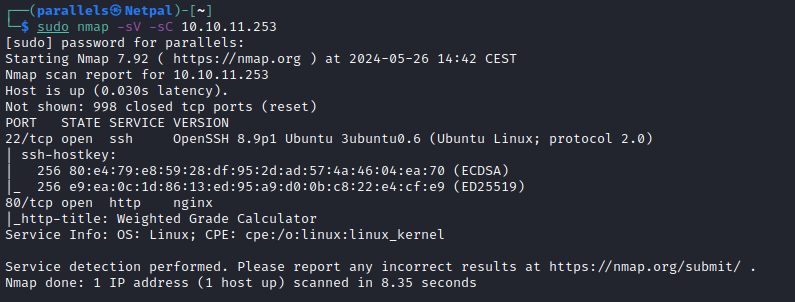 ┌──(parallels㉿Netpal)-[~]
└─$ sudo nmap -sV -sC 10.10.11.253
[sudo] password for parallels:
Starting Nmap 7.92 ( https://nmap.org ) at 2024-05-26 14:42 CEST
Nmap scan report for 10.10.11.253
Host is up (0.030s latency).
Not shown: 998 closed tcp ports (reset)
PORT   STATE SERVICE VERSION
22/tcp open  ssh     OpenSSH 8.9p1 Ubuntu 3ubuntu0.6 (Ubuntu Linux; protocol 2.0)
| ssh-hostkey:
|   256 80:e4:79:e8:59:28:df:95:2d:ad:57:4a:46:04:ea:70 (ECDSA)
|_  256 e9:ea:0c:1d:86:13:ed:95:a9:d0:0b:c8:22:e4:cf:e9 (ED25519)
80/tcp open  http    nginx
|_http-title: Weighted Grade Calculator
Service Info: OS: Linux; CPE: cpe:/o:linux:linux_kernel

Service detection performed. Please report any incorrect results at https://nmap.org/submit/ .
Nmap done: 1 IP address (1 host up) scanned in 8.35 seconds